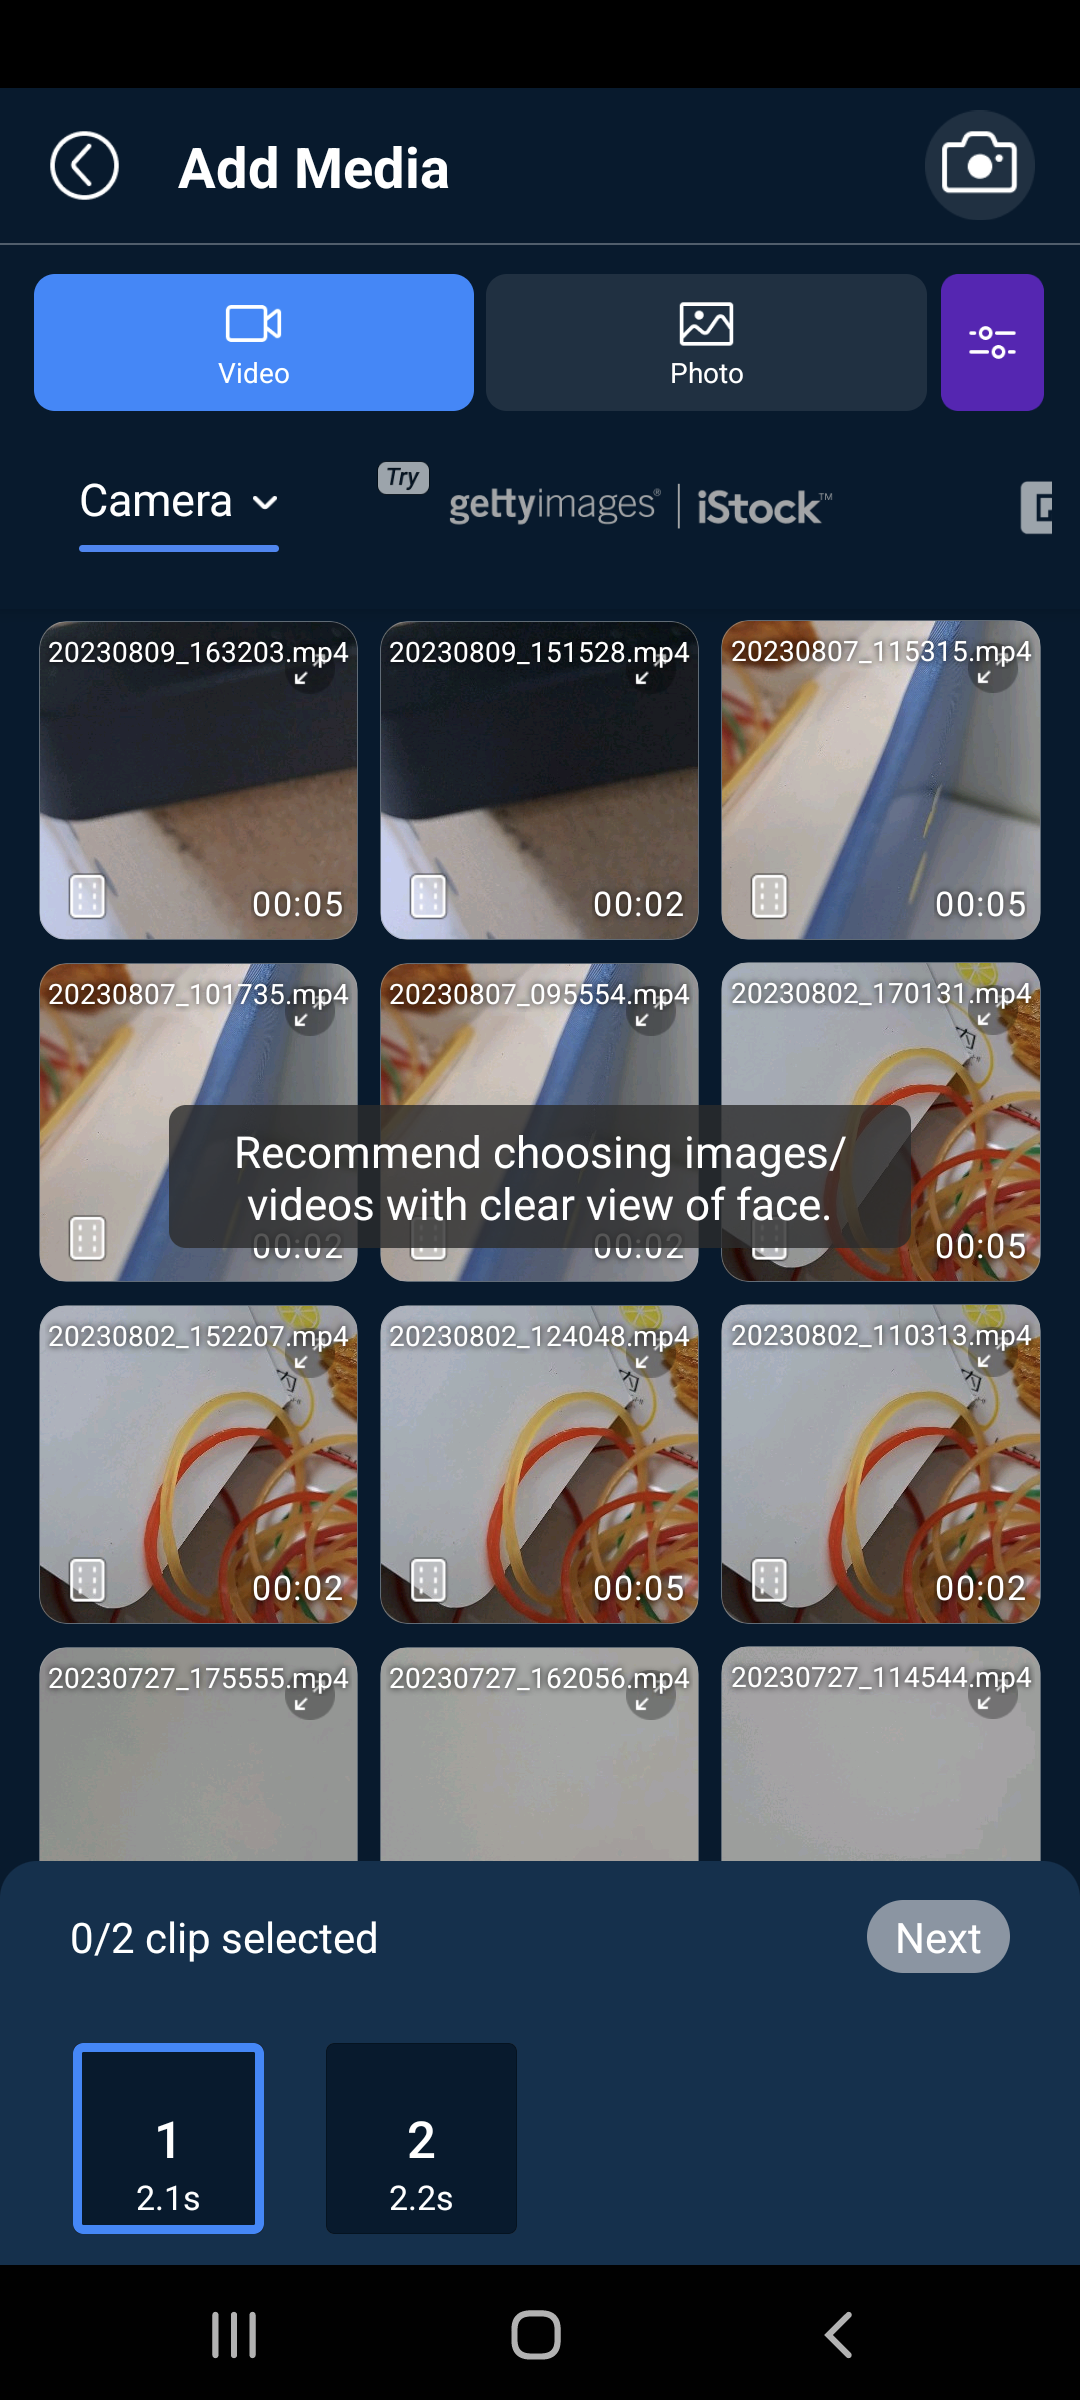 Add Media
Video
Photo
Camera
Try
gettyimages® | iStock™
20230809_163203.mp4
20230809_151528.mp4
20230807_115315.mp4
00:05
00:02
00:05
20230807_101735.mp4
20230807_095554.mp4
20230802_170131.mp4
Recommend choosing images/
videos with clear view of face.
00:02
00:02
00:05
20230802_152207.mp4
20230802_124048.mp4
20230802_110313.mp4
00:02
00:05
00:02
20230727_175555.mp4
20230727_162056.mp4
20230727_114544.mp4
0/2 clip selected
Next
1
2.1s
2
2.2s